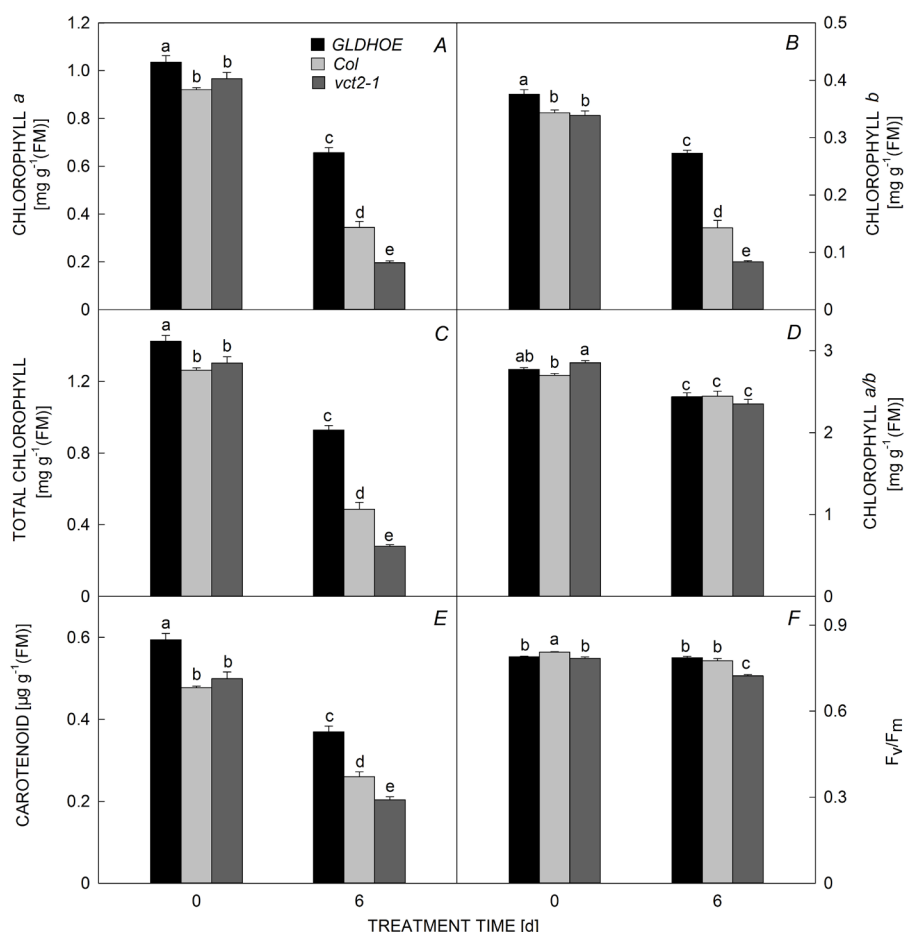 1.2
1.0
0.8
0.6
0.4
0.2
0
CHLOROPHYLL a
[mg g⁻¹(FM)]
a
b
b
c
d
e
A
GLDHOE
Col
vct2-1
B
a
b
b
c
d
e
0.5
0.4
0.3
0.2
0.1
0
CHLOROPHYLL b
[mg g⁻¹(FM)]
1.2
0.8
0.4
0
TOTAL CHLOROPHYLL
[mg g⁻¹(FM)]
a
b
b
c
d
e
C
D
ab
b
a
c
c
c
3
2
1
0
CHLOROPHYLL a/b
[mg g⁻¹(FM)]
0.6
0.4
0.2
0
CAROTENOID [µg g⁻¹(FM)]
a
b
b
c
d
e
E
F
b
a
b
b
b
c
0.9
0.6
0.3
0.0
Fv/Fm
0
6
0
6
TREATMENT TIME [d]